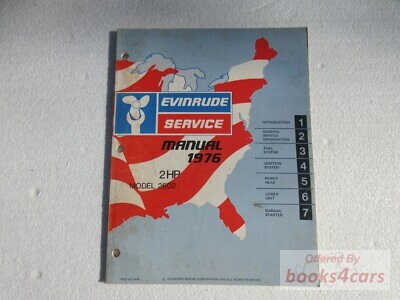 EVINRUDE
SERVICE
MANUAL
1976
2 HP
MODEL 2602
INTRODUCTION 1
GENERAL
SERVICE
INFORMATION 2
FUEL
SYSTEM 3
IGNITION
SYSTEM 4
POWER
HEAD 5
LOWER
UNIT 6
MANUAL
STARTER 7
Offered By
books4cars